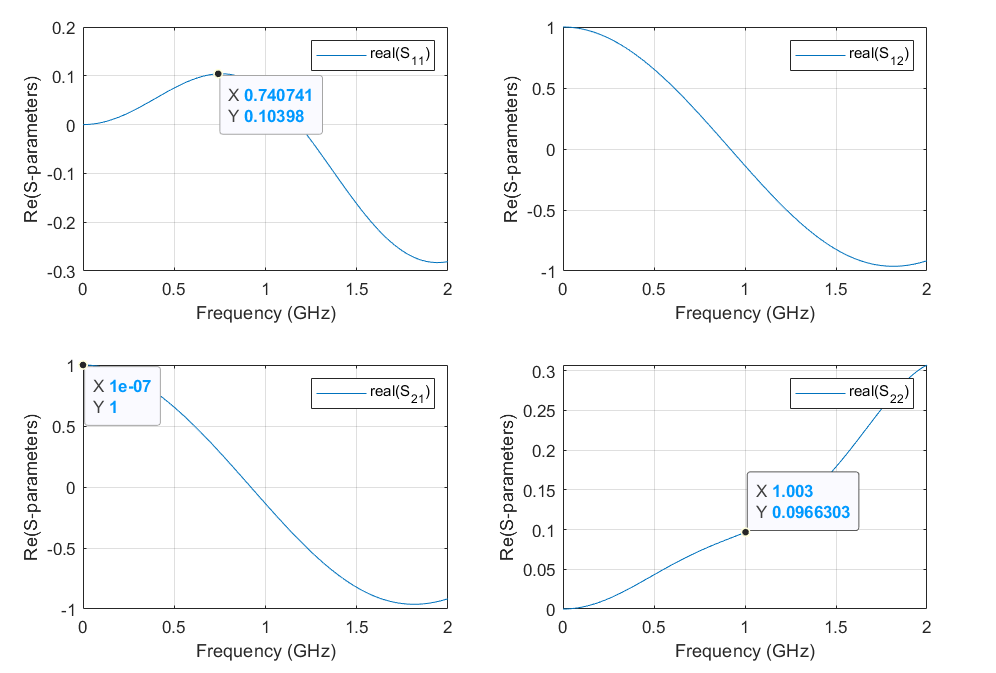 0.2
0.1
0
-0.1
-0.2
-0.3
Re(S-parameters)
real(S11)
X 0.740741
Y 0.10398
0 0.5 1 1.5 2
Frequency (GHz)
1
0.5
0
-0.5
-1
Re(S-parameters)
real(S12)
0 0.5 1 1.5 2
Frequency (GHz)
1
0.5
0
-0.5
-1
Re(S-parameters)
real(S21)
X 1e-07
Y 1
0 0.5 1 1.5 2
Frequency (GHz)
0.3
0.25
0.2
0.15
0.1
0.05
0
Re(S-parameters)
real(S22)
X 1.003
Y 0.0966303
0 0.5 1 1.5 2
Frequency (GHz)